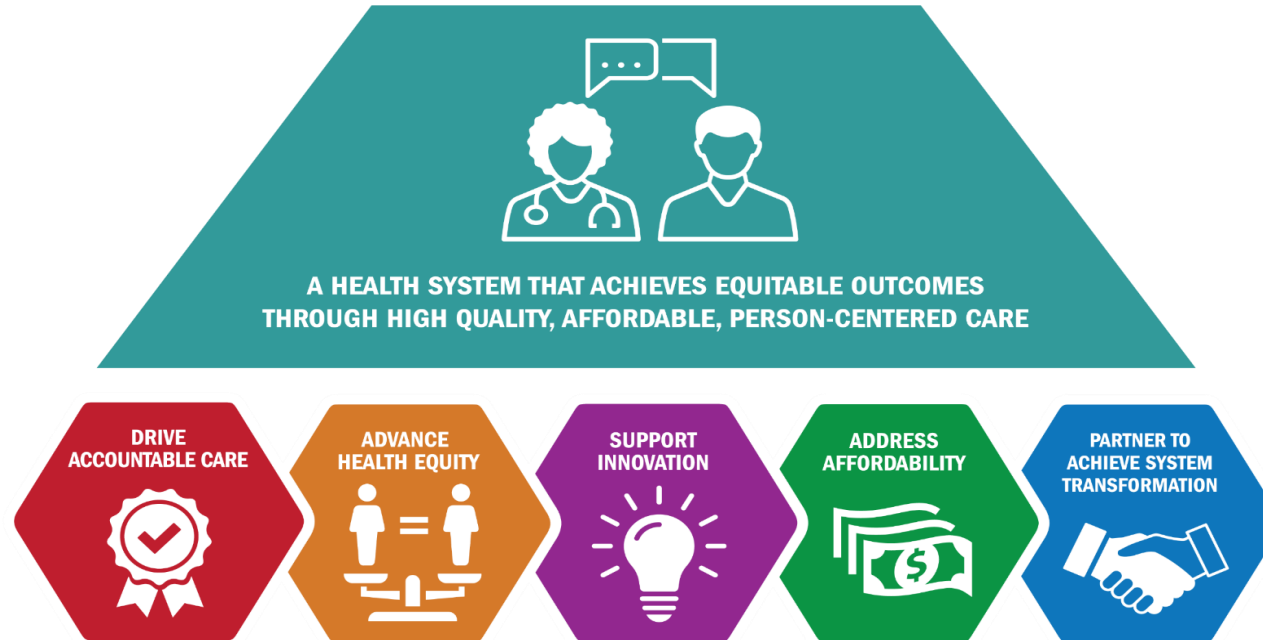 A HEALTH SYSTEM THAT ACHIEVES EQUITABLE OUTCOMES
THROUGH HIGH QUALITY, AFFORDABLE, PERSON-CENTERED CARE
DRIVE
ACCOUNTABLE CARE
ADVANCE
HEALTH EQUITY
=
SUPPORT
INNOVATION
ADDRESS
AFFORDABILITY
$
PARTNER TO
ACHIEVE SYSTEM
TRANSFORMATION